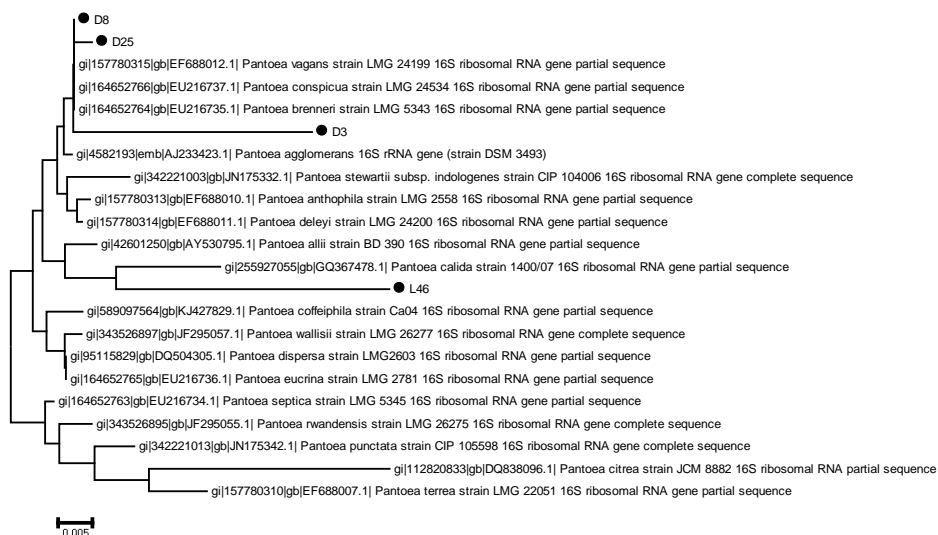 D8
D25
gi|157780315|gb|EF688012.1| Pantoea vagans strain LMG 24199 16S ribosomal RNA gene partial sequence
gi|164652766|gb|EU216737.1| Pantoea conspicua strain LMG 24534 16S ribosomal RNA gene partial sequence
gi|164652764|gb|EU216735.1| Pantoea brenneri strain LMG 5343 16S ribosomal RNA gene partial sequence
D3
gi|4582193|emb|AJ233423.1| Pantoea agglomerans 16S rRNA gene (strain DSM 3493)
gi|342221003|gb|JN175332.1| Pantoea stewartii subsp. indologenes strain CIP 104006 16S ribosomal RNA gene complete sequence
gi|157780313|gb|EF688010.1| Pantoea anthophila strain LMG 2558 16S ribosomal RNA gene partial sequence
gi|157780314|gb|EF688011.1| Pantoea deleyi strain LMG 24200 16S ribosomal RNA gene partial sequence
gi|42601250|gb|AY530795.1| Pantoea allii strain BD 390 16S ribosomal RNA gene partial sequence
gi|255927055|gb|GQ367478.1| Pantoea calida strain 1400/07 16S ribosomal RNA gene partial sequence
L46
gi|589097564|gb|KJ427829.1| Pantoea coffeiphila strain Ca04 16S ribosomal RNA gene partial sequence
gi|343526897|gb|JF295057.1| Pantoea wallisii strain LMG 26277 16S ribosomal RNA gene complete sequence
gi|95115829|gb|DQ504305.1| Pantoea dispersa strain LMG2603 16S ribosomal RNA gene partial sequence
gi|164652765|gb|EU216736.1| Pantoea eucrina strain LMG 2781 16S ribosomal RNA gene partial sequence
gi|164652763|gb|EU216734.1| Pantoea septica strain LMG 5345 16S ribosomal RNA gene partial sequence
gi|343526895|gb|JF295055.1| Pantoea rwandensis strain LMG 26275 16S ribosomal RNA gene complete sequence
gi|342221013|gb|JN175342.1| Pantoea punctata strain CIP 105598 16S ribosomal RNA gene complete sequence
gi|112820833|gb|DQ838096.1| Pantoea citrea strain JCM 8882 16S ribosomal RNA partial sequence
gi|157780310|gb|EF688007.1| Pantoea terrea strain LMG 22051 16S ribosomal RNA gene partial sequence
0.005